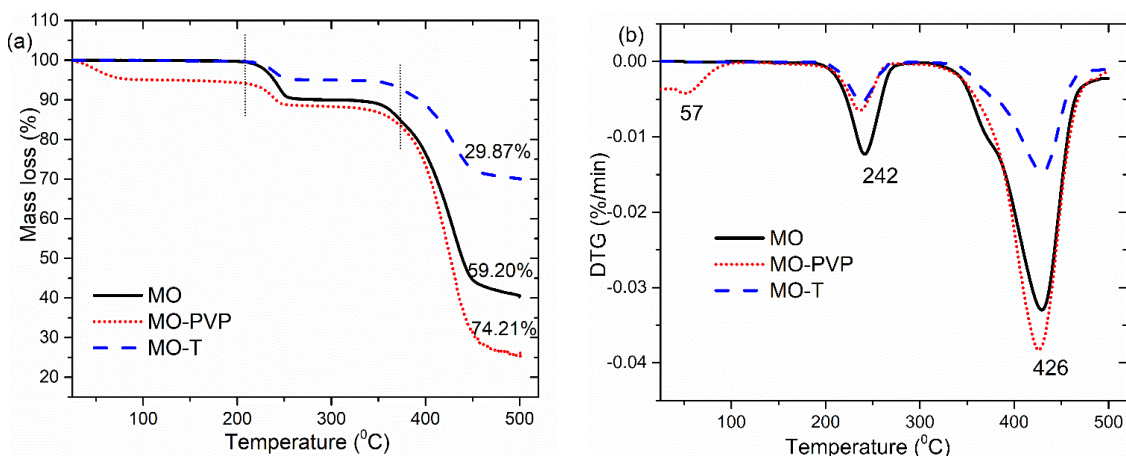 (a)
100
90
80
70
60
50
40
30
20
Mass loss (%)
29.87%
59.20%
74.21%
MO
MO-PVP
MO-T
100
200
300
400
500
Temperature (⁰C)
(b)
0.00
-0.01
-0.02
-0.03
-0.04
DTG (%/min)
57
242
426
MO
MO-PVP
MO-T
100
200
300
400
500
Temperature (⁰C)